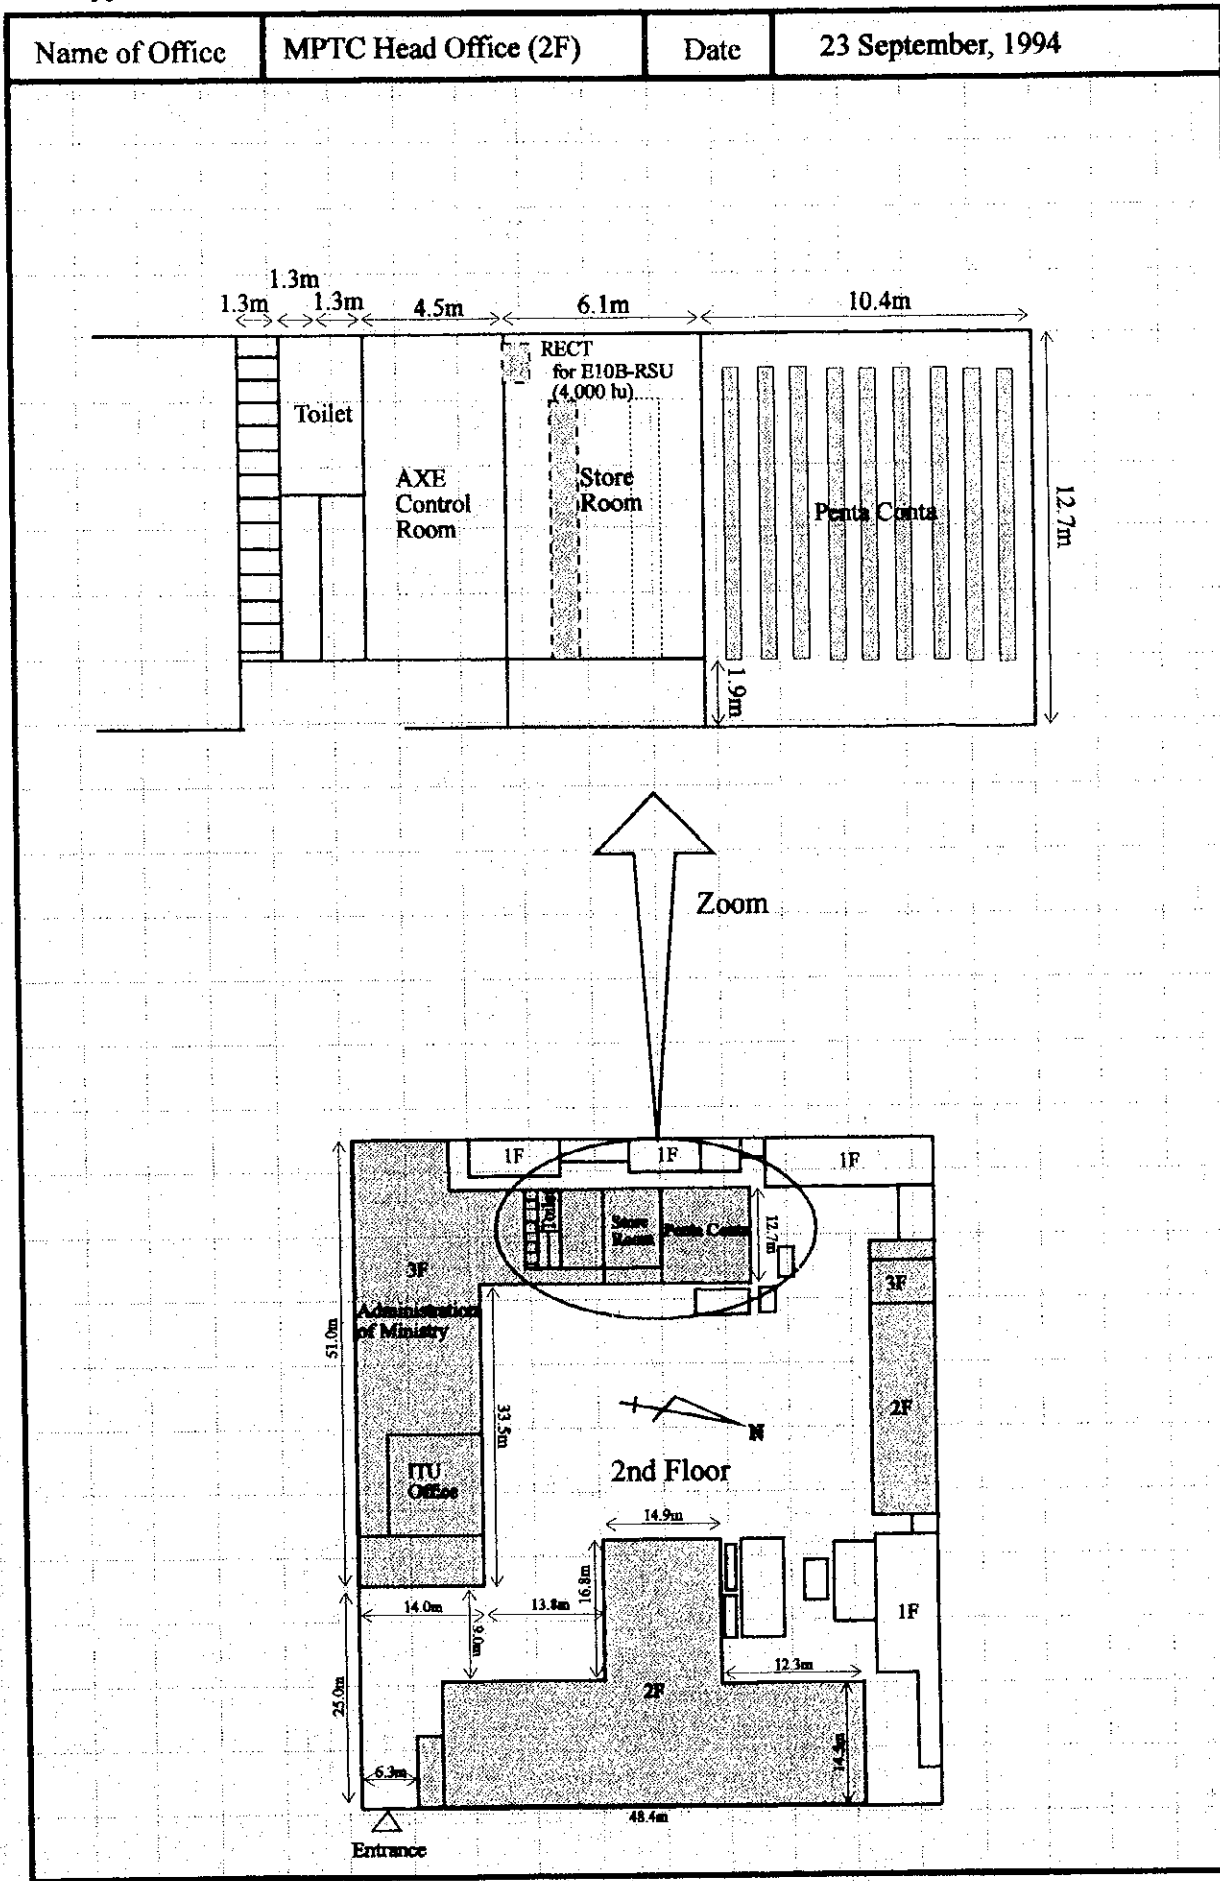 Name of Office
MPTC Head Office (2F)
Date
23 September, 1994
1.3m
1.3m
1.3m
4.5m
6.1m
10.4m
RECT
for E10B-RSU
(4,000 lu)
Toilet
AXE
Control
Room
Store
Room
Penta Conta
12.7m
1.9m
Zoom
1F
1F
1F
Toilet
Store
Room
Penta Conta
12.7m
3F
3F
Administration
of Ministry
51.0m
33.5m
2F
N
ITU
Office
2nd Floor
14.9m
16.8m
14.0m
13.8m
9.0m
1F
12.3m
25.0m
2F
14.3m
6.3m
48.4m
Entrance